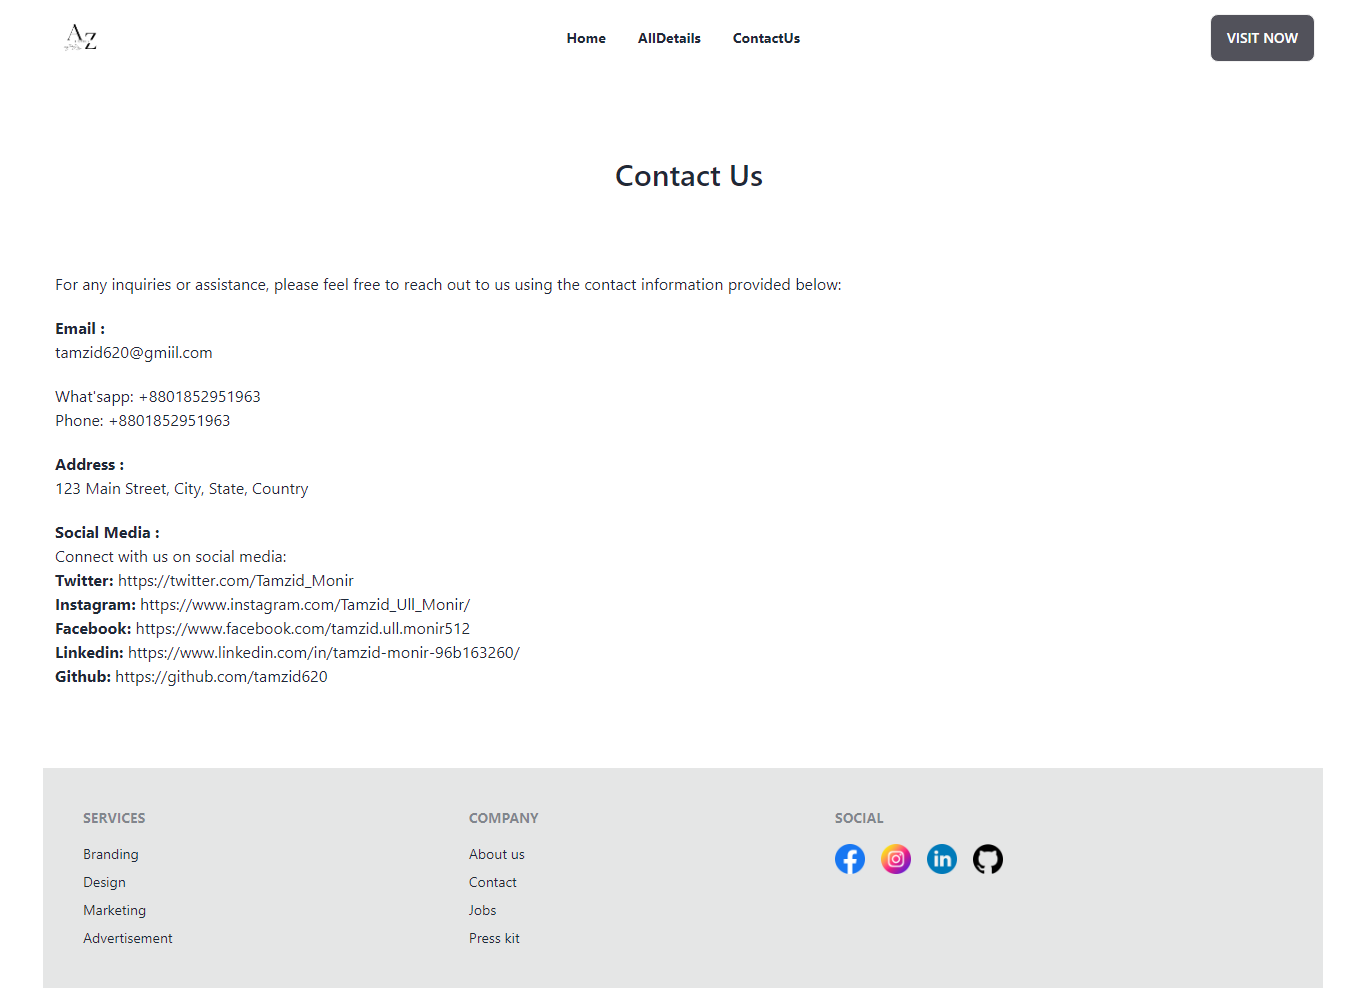 AZ
Home AllDetails ContactUs VISIT NOW
Contact Us
For any inquiries or assistance, please feel free to reach out to us using the contact information provided below:
Email :
tamzid620@gmiil.com
What'sapp: +8801852951963
Phone: +8801852951963
Address :
123 Main Street, City, State, Country
Social Media :
Connect with us on social media:
Twitter: https://twitter.com/Tamzid_Monir
Instagram: https://www.instagram.com/Tamzid_Ull_Monir/
Facebook: https://www.facebook.com/tamzid.ull.monir512
Linkedin: https://www.linkedin.com/in/tamzid-monir-96b163260/
Github: https://github.com/tamzid620
SERVICES COMPANY SOCIAL
Branding About us
Design Contact
Marketing Jobs
Advertisement Press kit